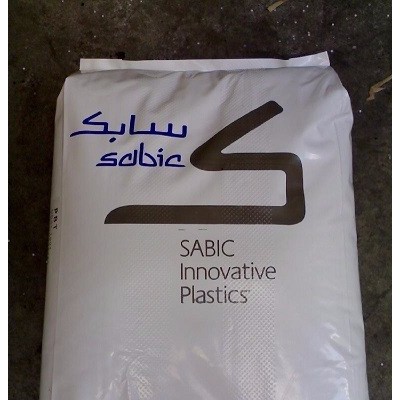 سابك
sabic
SABIC
Innovative
Plastics